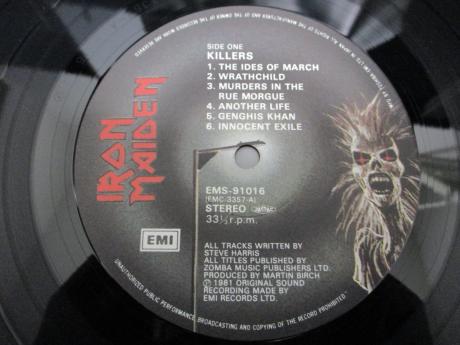 SIDE ONE
KILLERS
1. THE IDES OF MARCH
2. WRATHCHILD
3. MURDERS IN THE
RUE MORGUE
4. ANOTHER LIFE
5. GENGHIS KHAN
6. INNOCENT EXILE
IRON
MAIDEN
EMS-91016
(EMC-3357-A)
STEREO
33⅓ r.p.m.
EMI
ALL TRACKS WRITTEN BY
STEVE HARRIS
ALL TITLES PUBLISHED BY
ZOMBA MUSIC PUBLISHERS LTD.
PRODUCED BY MARTIN BIRCH
℗ 1981 ORIGINAL SOUND
RECORDING MADE BY
EMI RECORDS LTD.
UNAUTHORIZED PUBLIC PERFORMANCE, BROADCASTING AND COPYING OF THE RECORD PROHIBITED